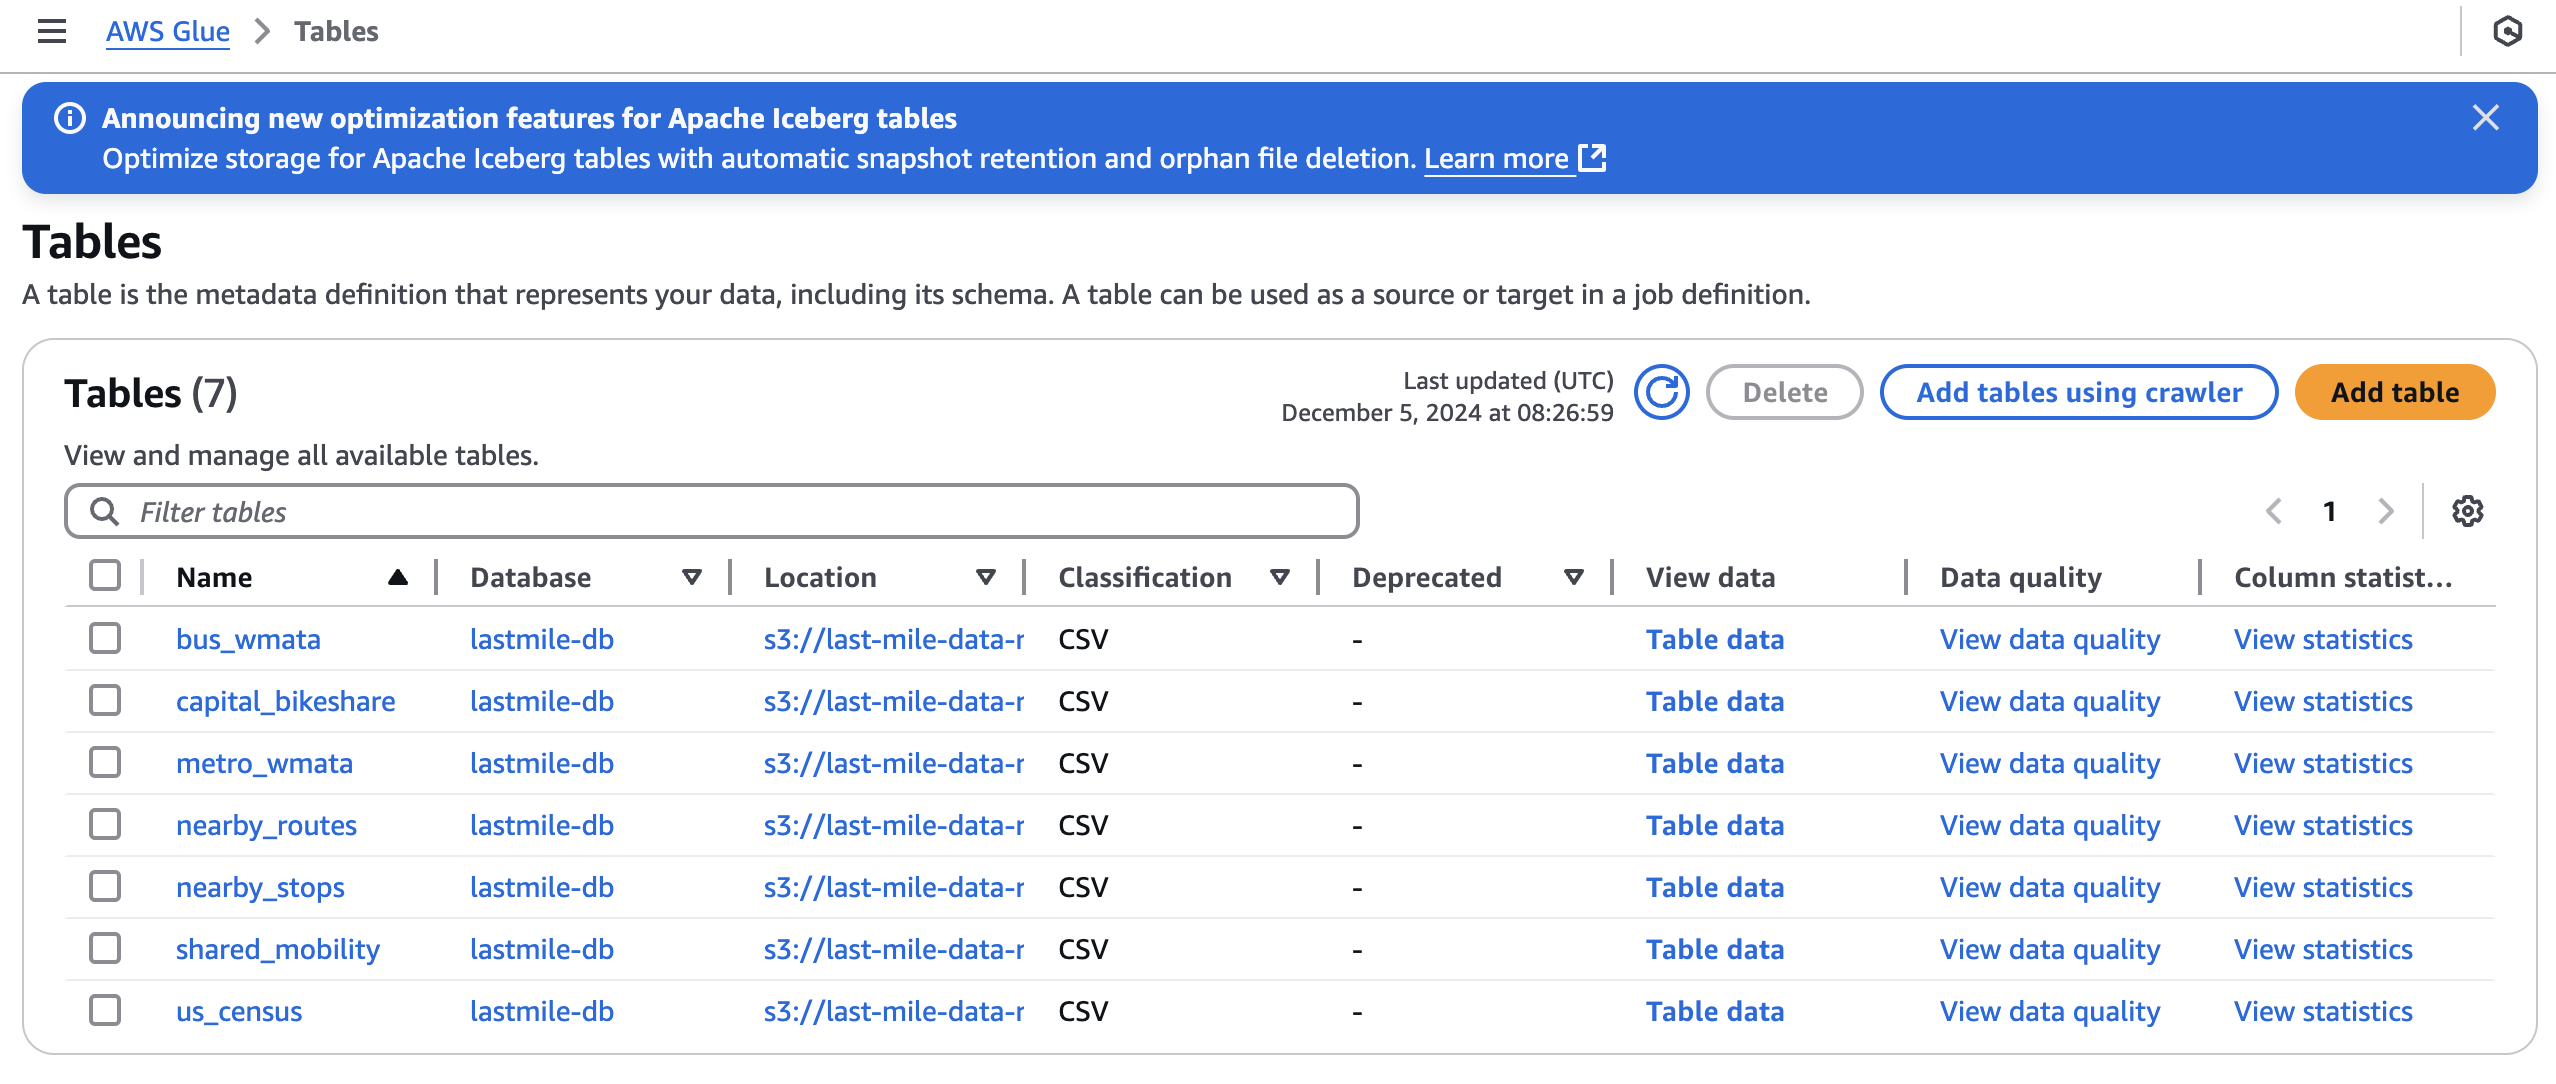 AWS Glue > Tables
Announcing new optimization features for Apache Iceberg tables
Optimize storage for Apache Iceberg tables with automatic snapshot retention and orphan file deletion. Learn more
Tables
A table is the metadata definition that represents your data, including its schema. A table can be used as a source or target in a job definition.
Tables (7)
Last updated (UTC)
December 5, 2024 at 08:26:59
Delete
Add tables using crawler
Add table
View and manage all available tables.
Filter tables
1
Name Database Location Classification Deprecated View data Data quality Column statist...
bus_wmata lastmile-db s3://last-mile-data-r CSV - Table data View data quality View statistics
capital_bikeshare lastmile-db s3://last-mile-data-r CSV - Table data View data quality View statistics
metro_wmata lastmile-db s3://last-mile-data-r CSV - Table data View data quality View statistics
nearby_routes lastmile-db s3://last-mile-data-r CSV - Table data View data quality View statistics
nearby_stops lastmile-db s3://last-mile-data-r CSV - Table data View data quality View statistics
shared_mobility lastmile-db s3://last-mile-data-r CSV - Table data View data quality View statistics
us_census lastmile-db s3://last-mile-data-r CSV - Table data View data quality View statistics